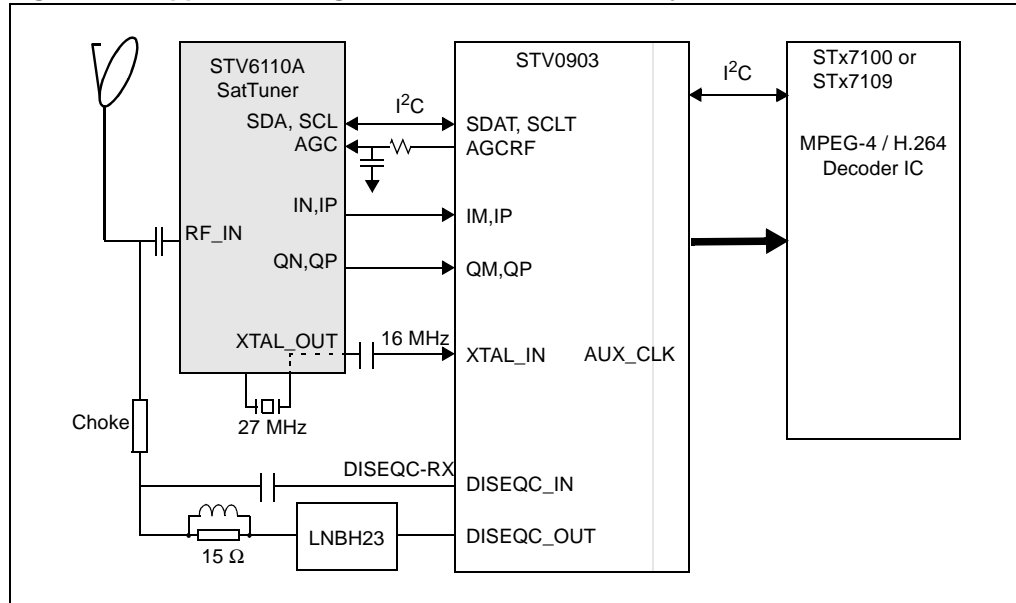 STV6110A
SatTuner
SDA, SCL
AGC
IN,IP
RF_IN
QN,QP
XTAL_OUT
27 MHz
I2C
16 MHz
STV0903
SDAT, SCLT
AGCRF
IM,IP
QM,QP
XTAL_IN AUX_CLK
DISEQC_IN
DISEQC_OUT
I2C
STx7100 or
STx7109
MPEG-4 / H.264
Decoder IC
Choke
DISEQC-RX
15 Ω
LNBH23